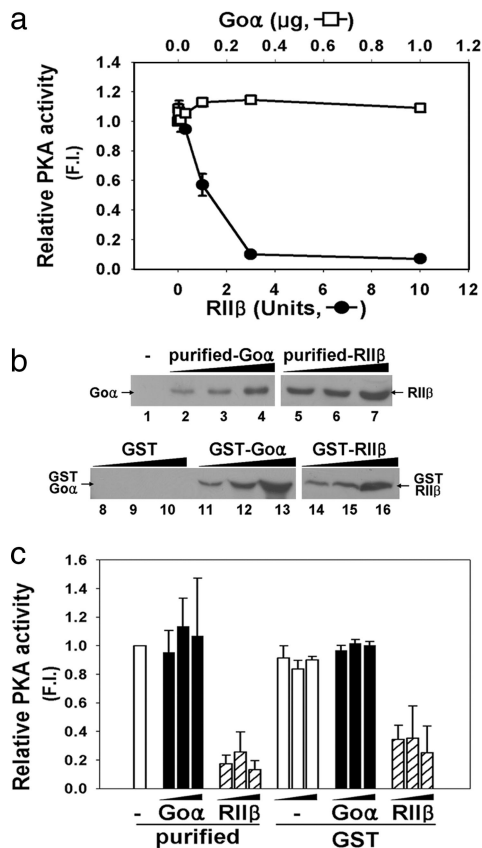 a
Goα (µg, )
0.0 0.2 0.4 0.6 0.8 1.0 1.2
Relative PKA activity
(F.I.)
1.4
1.2
1.0
0.8
0.6
0.4
0.2
0.0
0 2 4 6 8 10 12
RIIβ (Units, )
b
- purified-Goα purified-RIIβ
Goα RIIβ
1 2 3 4 5 6 7
GST GST-Goα GST-RIIβ
GST
Goα
GST
RIIβ
8 9 10 11 12 13 14 15 16
c
Relative PKA activity
(F.I.)
1.6
1.4
1.2
1.0
0.8
0.6
0.4
0.2
0.0
- Goα RIIβ - Goα RIIβ
purified GST